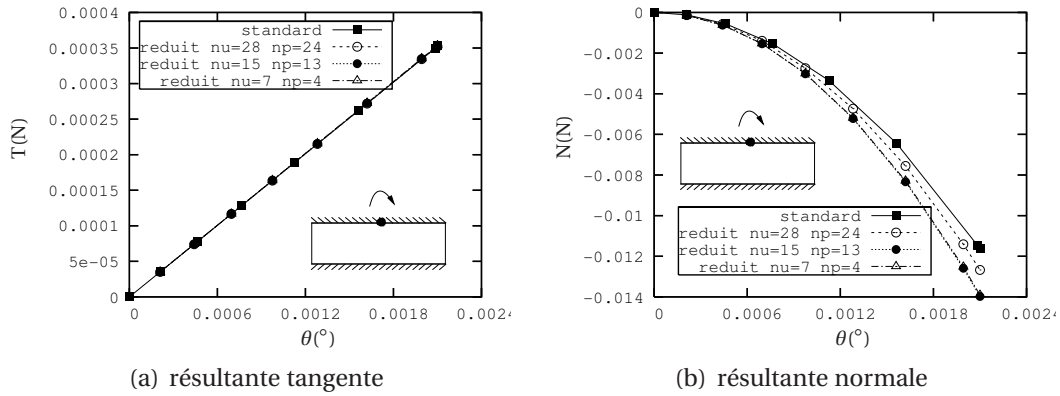 0.00035
0.0003
0.00025
0.0002
0.00015
0.0001
5e-05
0
T(N)
standard
reduit nu=28 np=24
reduit nu=15 np=13
reduit nu=7 np=4
0 0.0006 0.0012 0.0018 0.0024
θ(°)
(a) résultante tangente
0
-0.002
-0.004
-0.006
-0.008
-0.01
-0.012
-0.014
N(N)
standard
reduit nu=28 np=24
reduit nu=15 np=13
reduit nu=7 np=4
0 0.0006 0.0012 0.0018 0.0024
θ(°)
(b) résultante normale